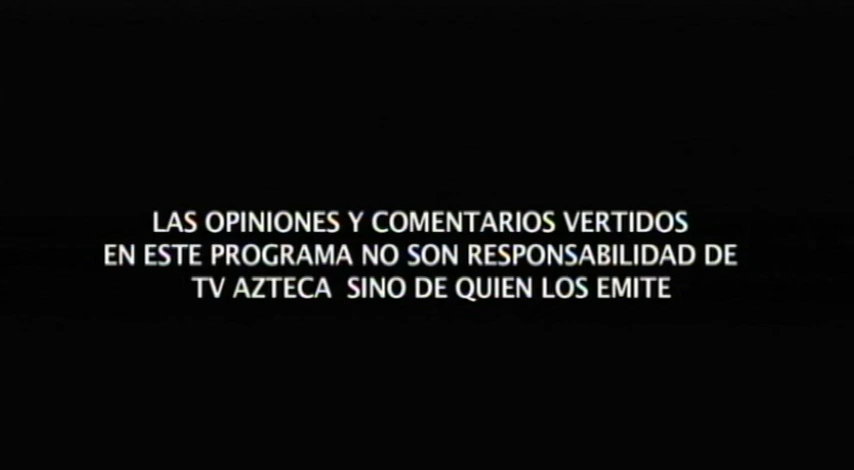 LAS OPINIONES Y COMENTARIOS VERTIDOS
EN ESTE PROGRAMA NO SON RESPONSABILIDAD DE
TV AZTECA SINO DE QUIEN LOS EMITE